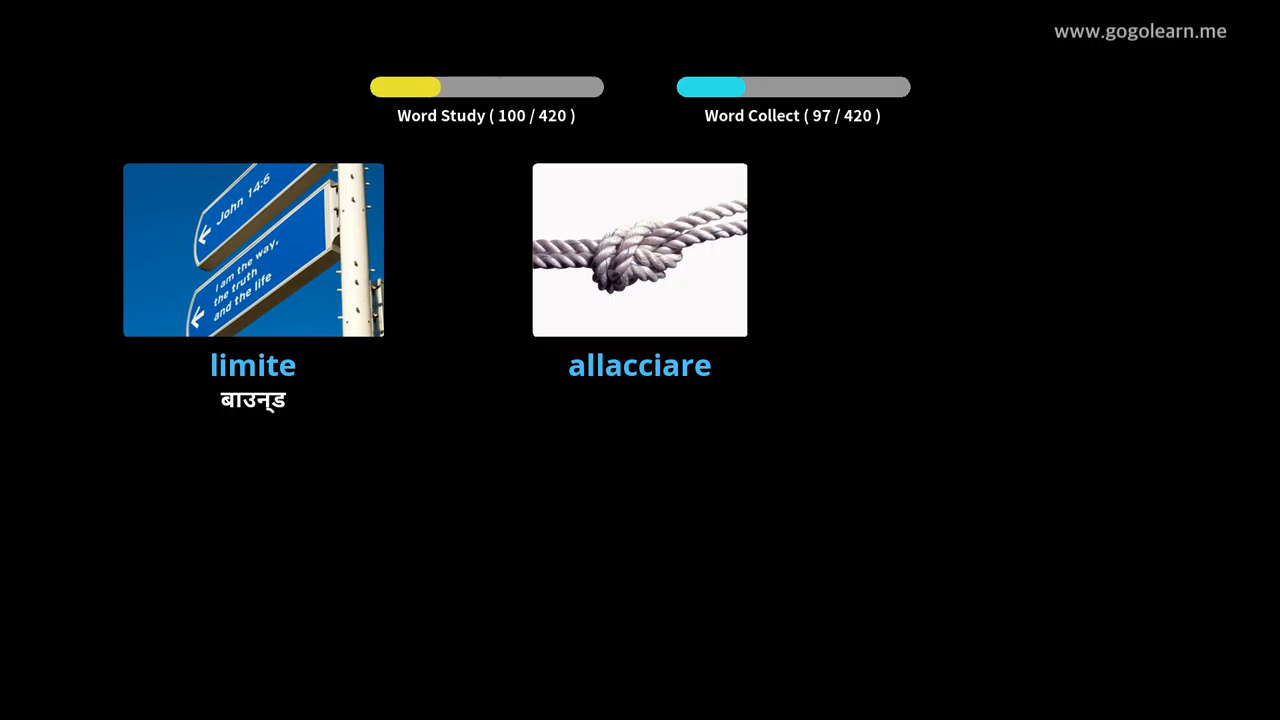 www.gogolearn.me
Word Study ( 100 / 420 )
Word Collect ( 97 / 420 )
John 14:6
I am the way,
the truth
and the life
limite
बाउन्ड
allacciare